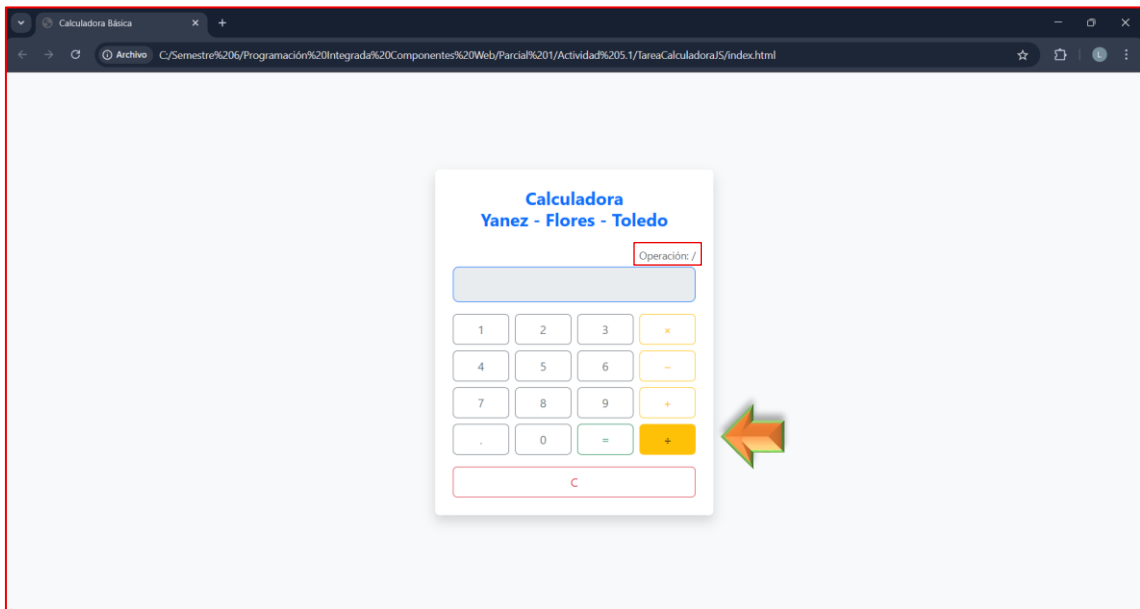 Calculadora Básica
Archivo C:/Semestre%206/Programación%20Integrada%20Componentes%20Web/Parcial%201/Actividad%205.1/TareaCalculadoraJS/index.html
L
Calculadora
Yanez - Flores - Toledo
Operación: /
1 2 3 ×
4 5 6 −
7 8 9 +
. 0 = ÷
C